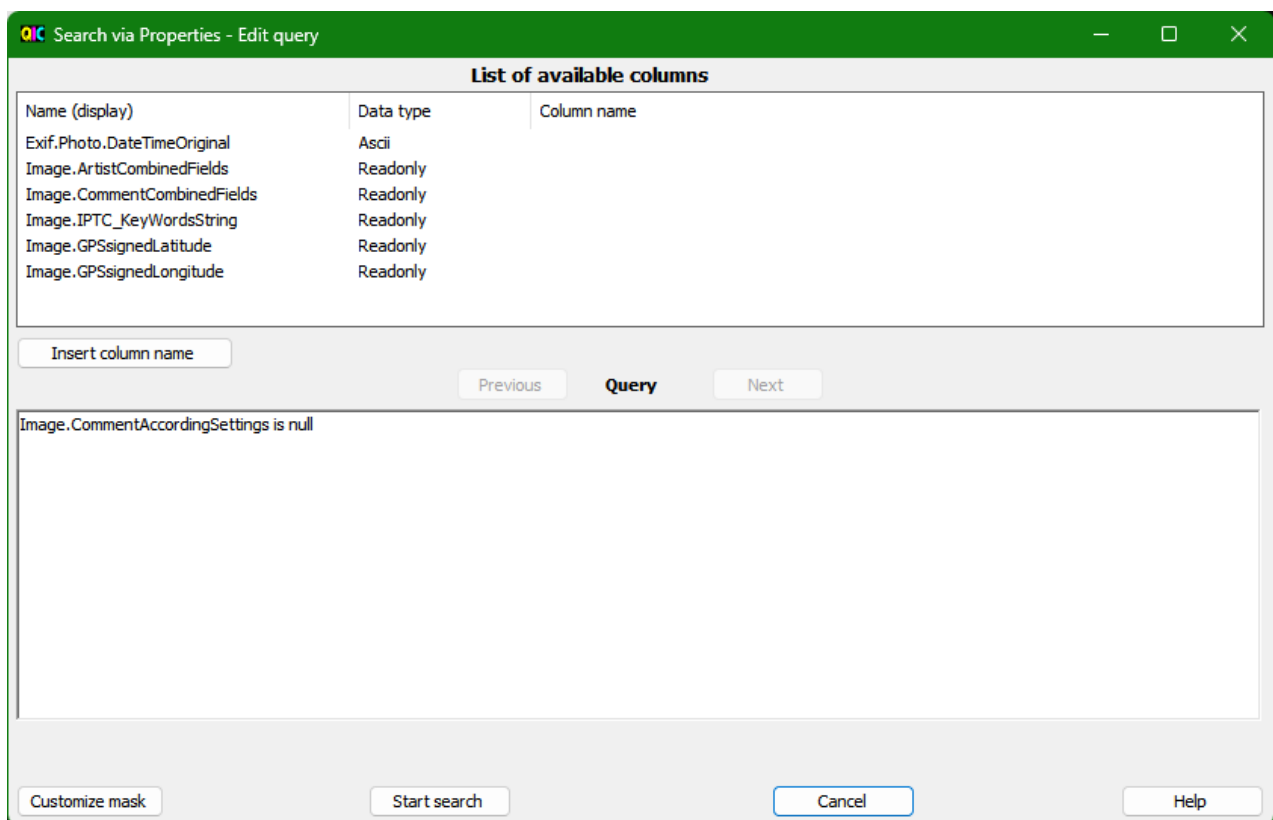 QIC Search via Properties - Edit query
List of available columns
Name (display) Data type Column name
Exif.Photo.DateTimeOriginal Ascii
Image.ArtistCombinedFields Readonly
Image.CommentCombinedFields Readonly
Image.IPTC_KeyWordsString Readonly
Image.GPSsignedLatitude Readonly
Image.GPSsignedLongitude Readonly
Insert column name
Previous Query Next
Image.CommentAccordingSettings is null
Customize mask Start search Cancel Help